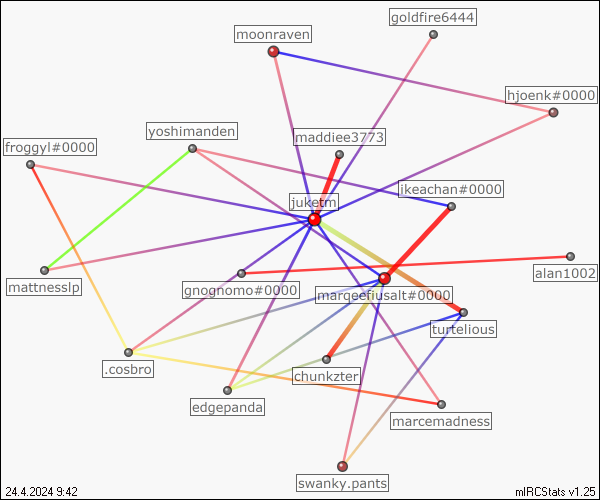 goldfire6444
moonraven
hjoenk#0000
yoshimanden
maddiee3773
froggyl#0000
ikeachan#0000
juketm
alan1002
mattnesslp
gnognomo#0000
marqeefiusalt#0000
turtelious
.cosbro
chunkzter
edgepanda
marcemadness
swanky.pants
24.4.2024 9:42
mIRCStats v1.25